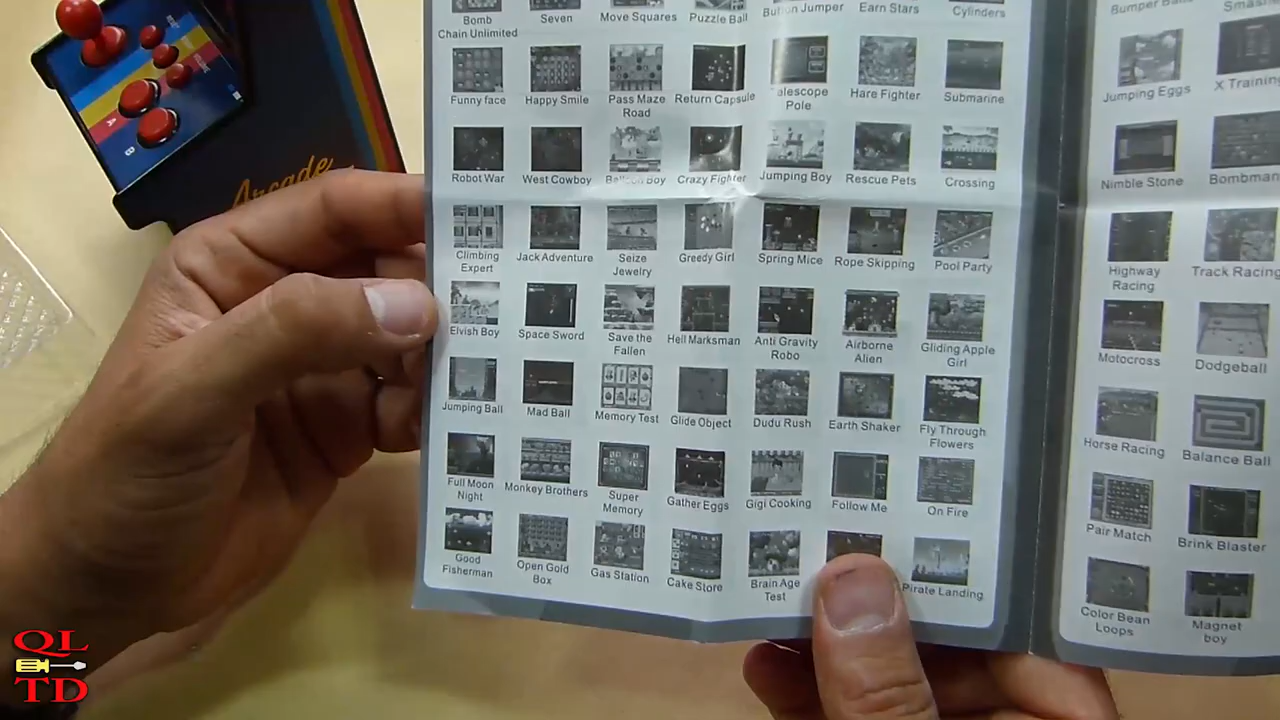 Bomb
Chain Unlimited
Seven
Move Squares
Puzzle Ball
Button Jumper
Earn Stars
Cylinders
Funny face
Happy Smile
Pass Maze
Road
Return Capsule
elescope
Pole
Hare Fighter
Submarine
Robot War
West Cowboy
Balloon Boy
Crazy Fighter
Jumping Boy
Rescue Pets
Crossing
Climbing
Expert
Jack Adventure
Seize
Jewelry
Greedy Girl
Spring Mice
Rope Skipping
Pool Party
Elvish Boy
Space Sword
Save the
Fallen
Hell Marksman
Anti Gravity
Robo
Airborne
Alien
Gliding Apple
Girl
Jumping Ball
Mad Ball
Memory Test
Glide Object
Dudu Rush
Earth Shaker
Fly Through
Flowers
Full Moon
Night
Monkey Brothers
Super
Memory
Gather Eggs
Gigi Cooking
Follow Me
On Fire
Good
Fisherman
Open Gold
Box
Gas Station
Cake Store
Brain Age
Test
Pirate Landing
Bumper Balls
Smash
Jumping Eggs
X Training
Nimble Stone
Bombman
Highway
Racing
Track Racing
Motocross
Dodgeball
Horse Racing
Balance Ball
Pair Match
Brink Blaster
Color Bean
Loops
Magnet
boy
Arcade
A
B
QL
TD